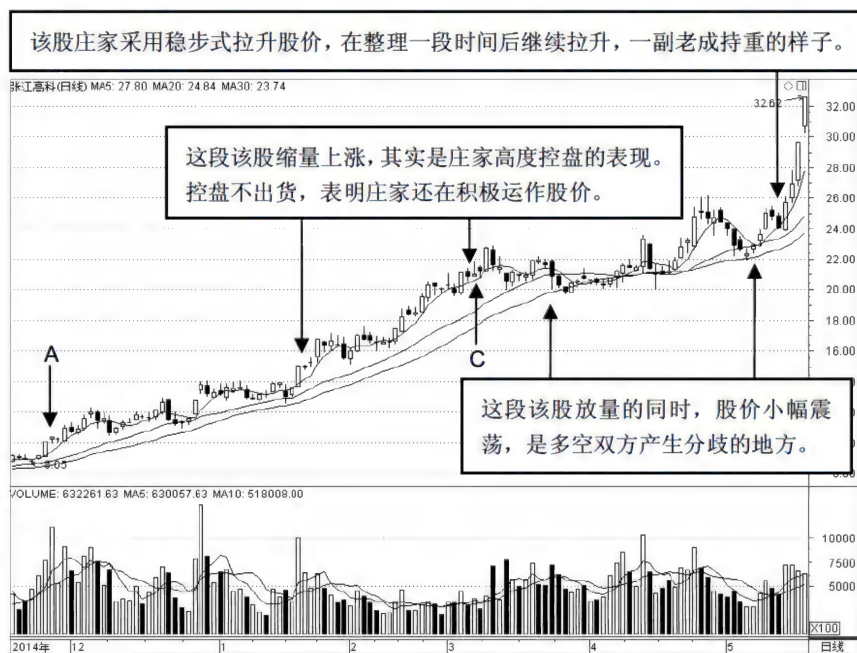 该股庄家采用稳步式拉升股价，在整理一段时间后继续拉升，一副老成持重的样子。
张江高科(日线) MA5: 27.80 MA20: 24.84 MA30: 23.74
32.62
32.00
30.00
这段该股缩量上涨，其实是庄家高度控盘的表现。
控盘不出货，表明庄家还在积极运作股价。
28.00
26.00
24.00
22.00
20.00
18.00
16.00
A
C
这段该股放量的同时，股价小幅震
荡，是多空双方产生分歧的地方。
VOLUME: 632261.63 MA5: 630057.63 MA10: 518008.00
10000
7500
5000
X100
2014年 12 1 2 3 4 5 日线